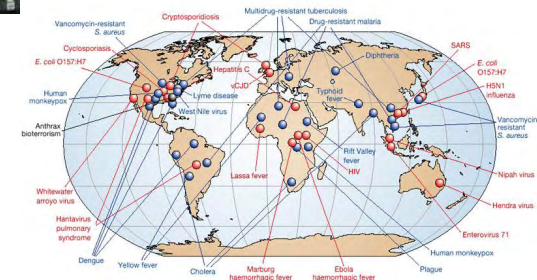 Multidrug-resistant tuberculosis
Cryptosporidiosis
Drug-resistant malaria
Vancomycin-resistant
S. aureus
Cyclosporiasis
E. coli O157:H7
Hepatitis C
vCJD
Diphtheria
SARS
E. coli
O157:H7
H5N1
influenza
Human
monkeypox
Lyme disease
West Nile virus
Typhoid
fever
Anthrax
bioterrorism
Vancomycin
resistant
S. aureus
Rift Valley
fever
HIV
Lassa fever
Nipah virus
Whitewater
arroyo virus
Hendra virus
Hantavirus
pulmonary
syndrome
Enterovirus 71
Human monkeypox
Dengue
Yellow fever
Cholera
Marburg
haemorrhagic fever
Ebola
haemorrhagic fever
Plague